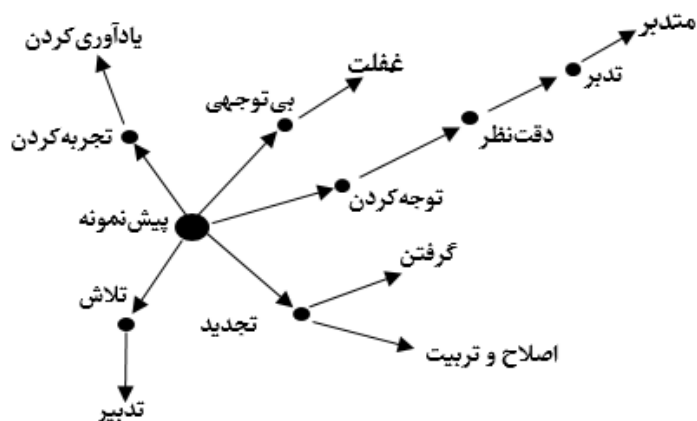 متدبر
یادآوری‌کردن
غفلت
تدبر
بی‌توجهی
دقت‌نظر
تجربه‌کردن
توجه‌کردن
پیش‌نمونه
گرفتن
تلاش
تجدید
اصلاح و تربیت
تدبیر